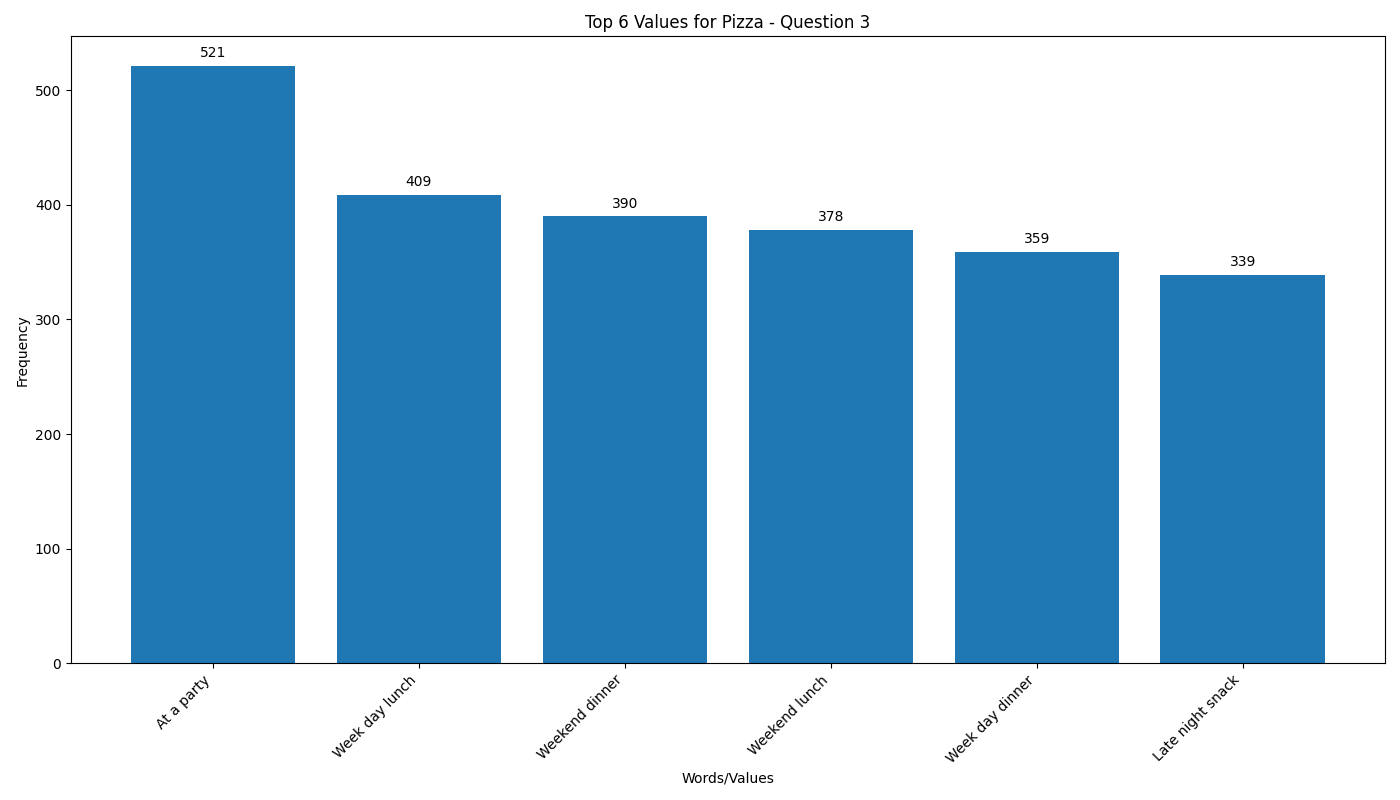 Top 6 Values for Pizza - Question 3
521
409
390
378
359
339
500
400
300
200
100
0
Frequency
At a party
Week day lunch
Weekend dinner
Weekend lunch
Week day dinner
Late night snack
Words/Values